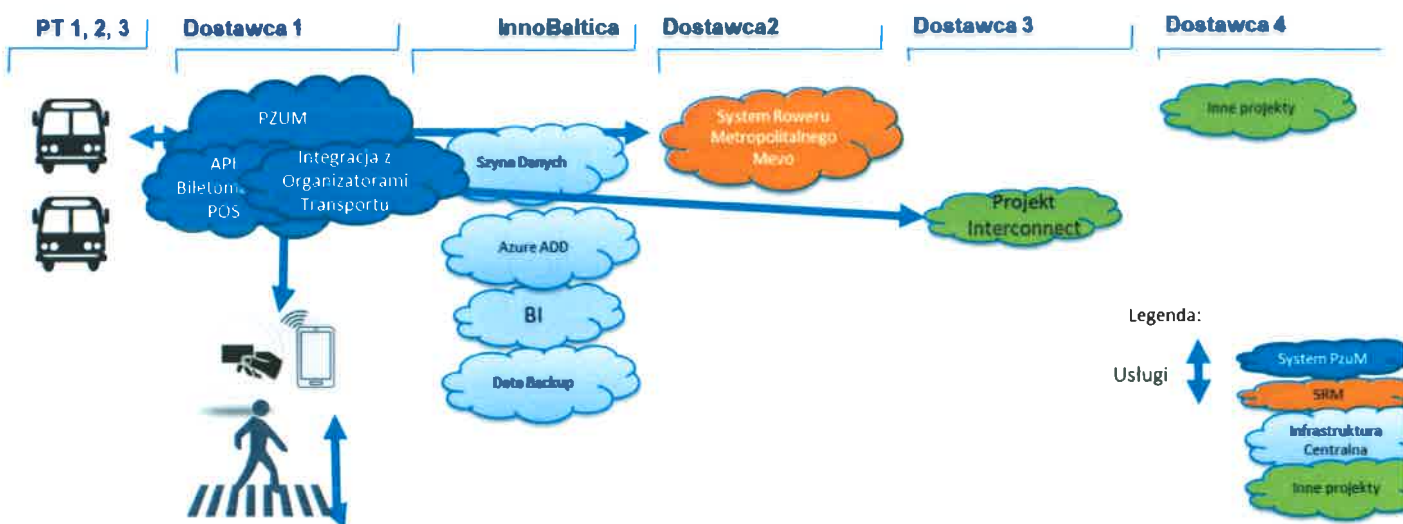 PT 1, 2, 3
Dostawca 1
InnoBaltica
Dostawca2
Dostawca 3
Dostawca 4
PZUM
API
POS
Integracja z
Organizatorami
Transportu
Szyna Danych
Azure ADD
BI
Data Backup
System Roweru
Metropolitalnego
Mevo
Projekt
Interconnect
Inne projekty
Legenda:
Usługi
System PzuM
SRM
Infrastruktura
Centralna
Inne projekty